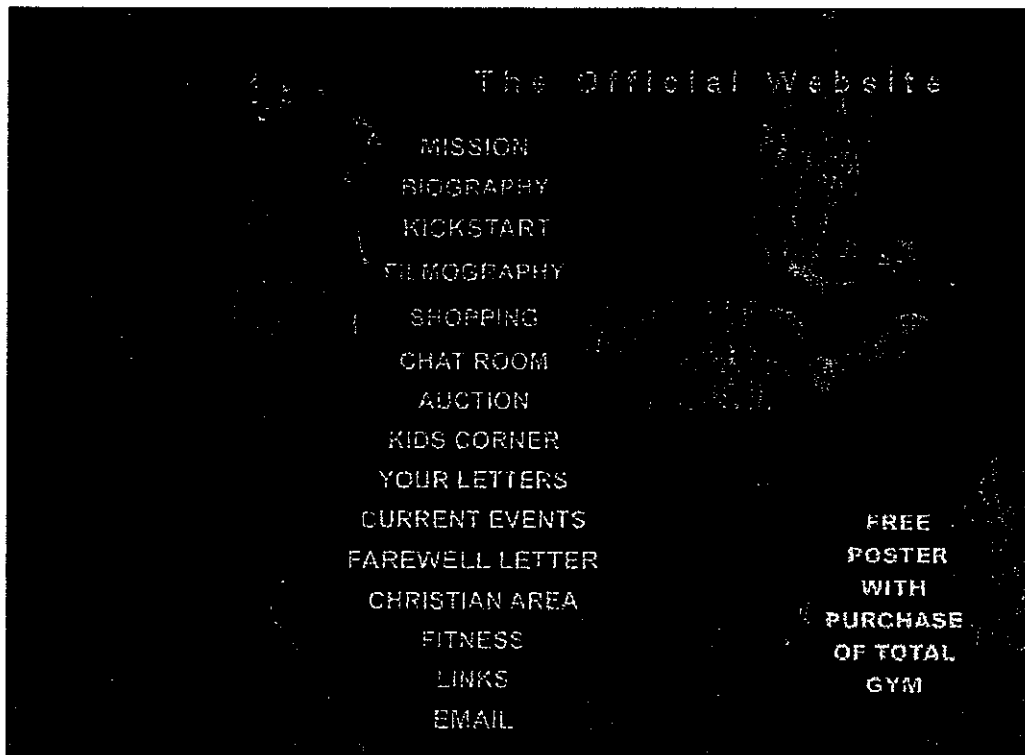 The Official Website
MISSION
BIOGRAPHY
KICKSTART
FILMOGRAPHY
SHOPPING
CHAT ROOM
AUCTION
KIDS CORNER
YOUR LETTERS
CURRENT EVENTS
FAREWELL LETTER
CHRISTIAN AREA
FITNESS
LINKS
EMAIL
FREE
POSTER
WITH
PURCHASE
OF TOTAL
GYM